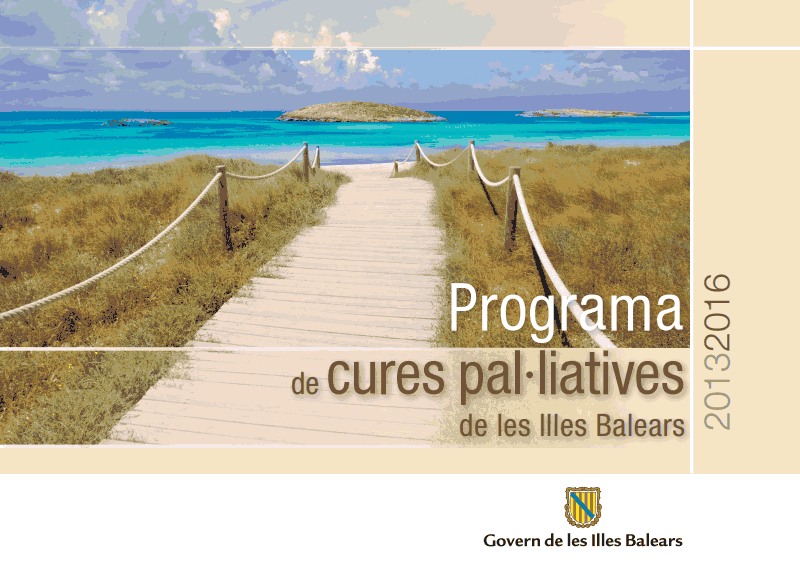 Programa
de cures pal·liatives
de les Illes Balears
20132016
Govern de les Illes Balears